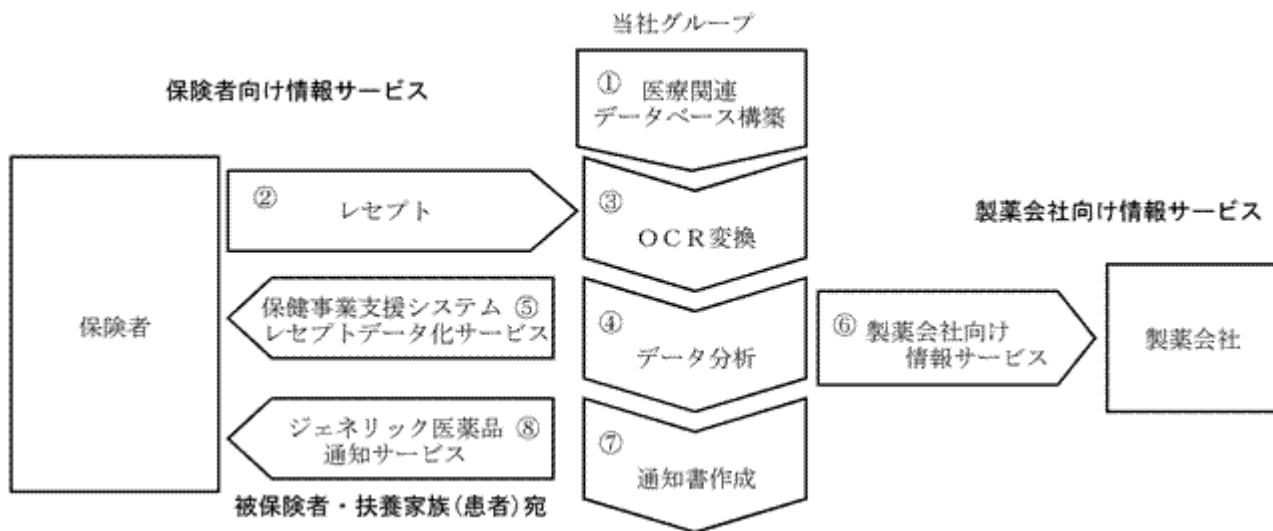 当社グループ
保険者向け情報サービス
① 医療関連
データベース構築
② レセプト
③
OCR変換
製薬会社向け情報サービス
保険者
保健事業支援システム ⑤
レセプトデータ化サービス
④
データ分析
⑥ 製薬会社向け
情報サービス
製薬会社
ジェネリック医薬品 ⑧
通知サービス
⑦
通知書作成
被保険者・扶養家族(患者)宛